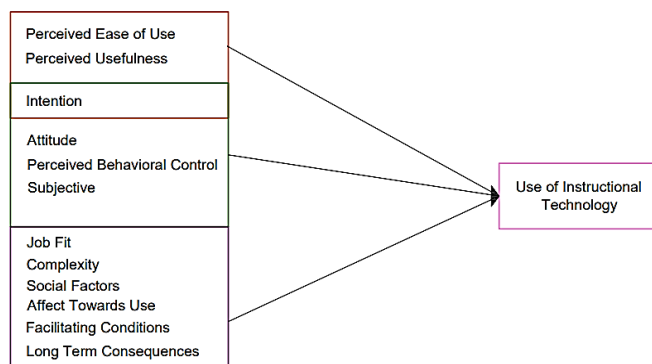 Perceived Ease of Use
Perceived Usefulness
Intention
Attitude
Perceived Behavioral Control
Subjective
Job Fit
Complexity
Social Factors
Affect Towards Use
Facilitating Conditions
Long Term Consequences
Use of Instructional
Technology